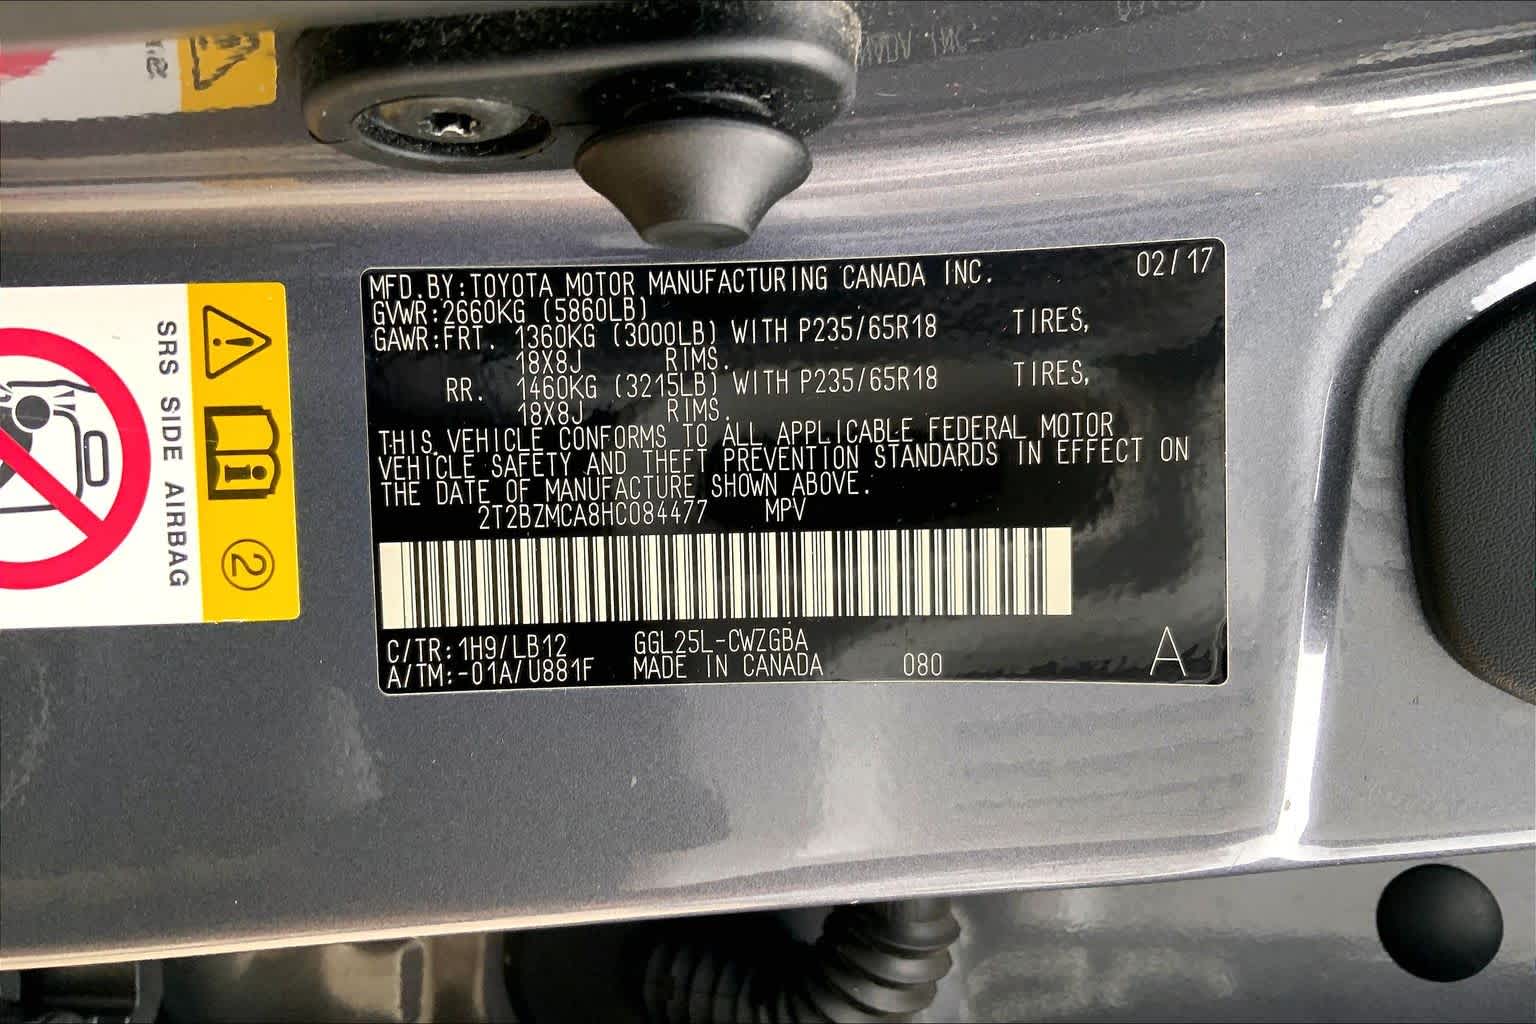 MFD.BY:TOYOTA MOTOR MANUFACTURING CANADA INC. 02/17
GVWR:2660KG (5860LB)
GAWR:FRT. 1360KG (3000LB) WITH P235/65R18 TIRES,
18X8J RIMS.
RR. 1460KG (3215LB) WITH P235/65R18 TIRES,
18X8J RIMS.
THIS VEHICLE CONFORMS TO ALL APPLICABLE FEDERAL MOTOR
VEHICLE SAFETY AND THEFT PREVENTION STANDARDS IN EFFECT ON
THE DATE OF MANUFACTURE SHOWN ABOVE.
2T2BZMCA8HC084477 MPV
C/TR:1H9/LB12 GGL25L-CWZGBA
A/TM:-01A/U881F MADE IN CANADA 080 A
SRS SIDE AIRBAG
2